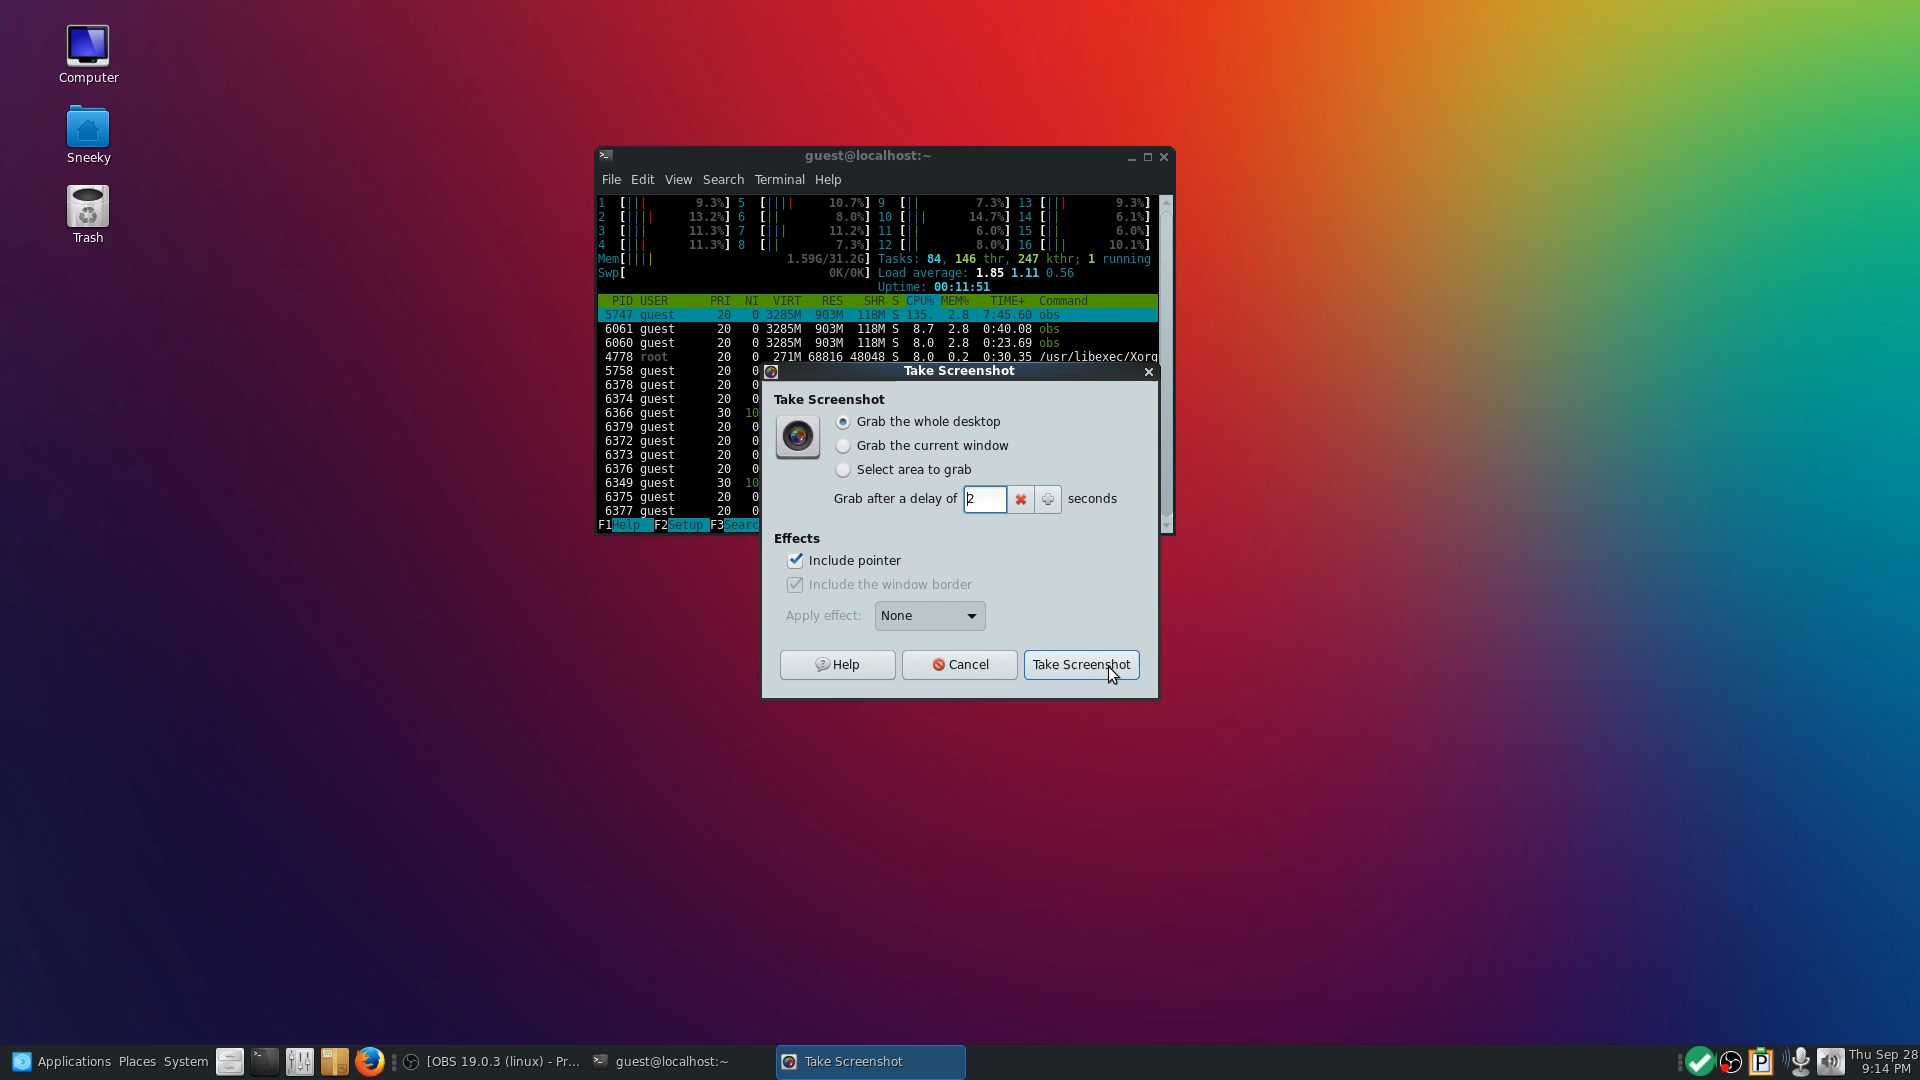 Computer
Sneeky
Trash
guest@localhost:~
File Edit View Search Terminal Help
1 [||| 9.3%] 5 [|||| 10.7%] 9 [|| 7.3%] 13 [||| 9.3%]
2 [|||| 13.2%] 6 [|| 8.0%] 10 [||| 14.7%] 14 [|| 6.1%]
3 [||| 11.3%] 7 [||| 11.2%] 11 [|| 6.0%] 15 [|| 6.0%]
4 [||| 11.3%] 8 [|| 7.3%] 12 [|| 8.0%] 16 [||| 10.1%]
Mem[|||| 1.59G/31.2G] Tasks: 84, 146 thr, 247 kthr; 1 running
Swp[ 0K/0K] Load average: 1.85 1.11 0.56
Uptime: 00:11:51
PID USER PRI NI VIRT RES SHR S CPU% MEM% TIME+ Command
5747 guest 20 0 3285M 903M 118M S 135. 2.8 7:45.60 obs
6061 guest 20 0 3285M 903M 118M S 8.7 2.8 0:40.08 obs
6060 guest 20 0 3285M 903M 118M S 8.0 2.8 0:23.69 obs
4778 root 20 0 271M 68816 48048 S 8.0 0.2 0:30.35 /usr/libexec/Xorg
5758 guest 20 0
6378 guest 20 0
6374 guest 20 0
6366 guest 30 10
6379 guest 20 0
6372 guest 20 0
6373 guest 20 0
6376 guest 20 0
6349 guest 30 10
6375 guest 20 0
6377 guest 20 0
F1Help F2Setup F3Searc
Take Screenshot
Take Screenshot
Grab the whole desktop
Grab the current window
Select area to grab
Grab after a delay of 2 seconds
Effects
Include pointer
Include the window border
Apply effect: None
Help Cancel Take Screenshot
Applications Places System [OBS 19.0.3 (linux) - Pr... guest@localhost:~ Take Screenshot
Thu Sep 28
9:14 PM